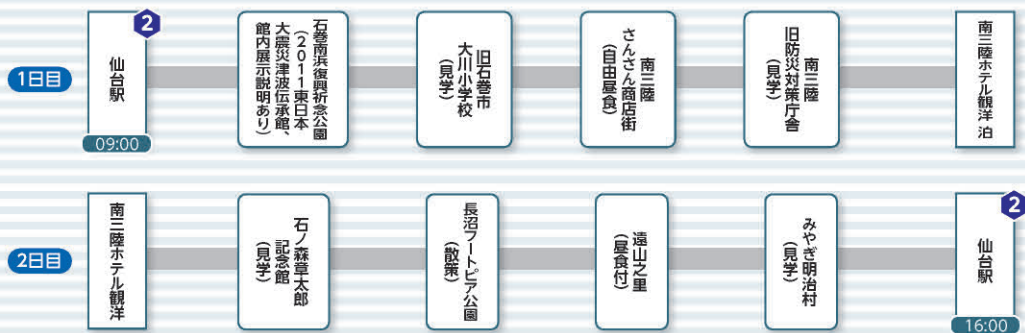 1日目
2
仙台駅
09:00
石巻南浜復興祈念公園
（2011東日本
大震災津波伝承館、
館内展示説明あり）
旧石巻市
大川小学校
（見学）
南三陸
さんさん商店街
（自由昼食）
南三陸
旧防災対策庁舎
（見学）
南三陸ホテル観洋 泊
2日目
南三陸ホテル観洋
石ノ森章太郎
記念館
（見学）
長沼フートピア公園
（散策）
遠山之里
（昼食付）
みやぎ明治村
（見学）
2
仙台駅
16:00